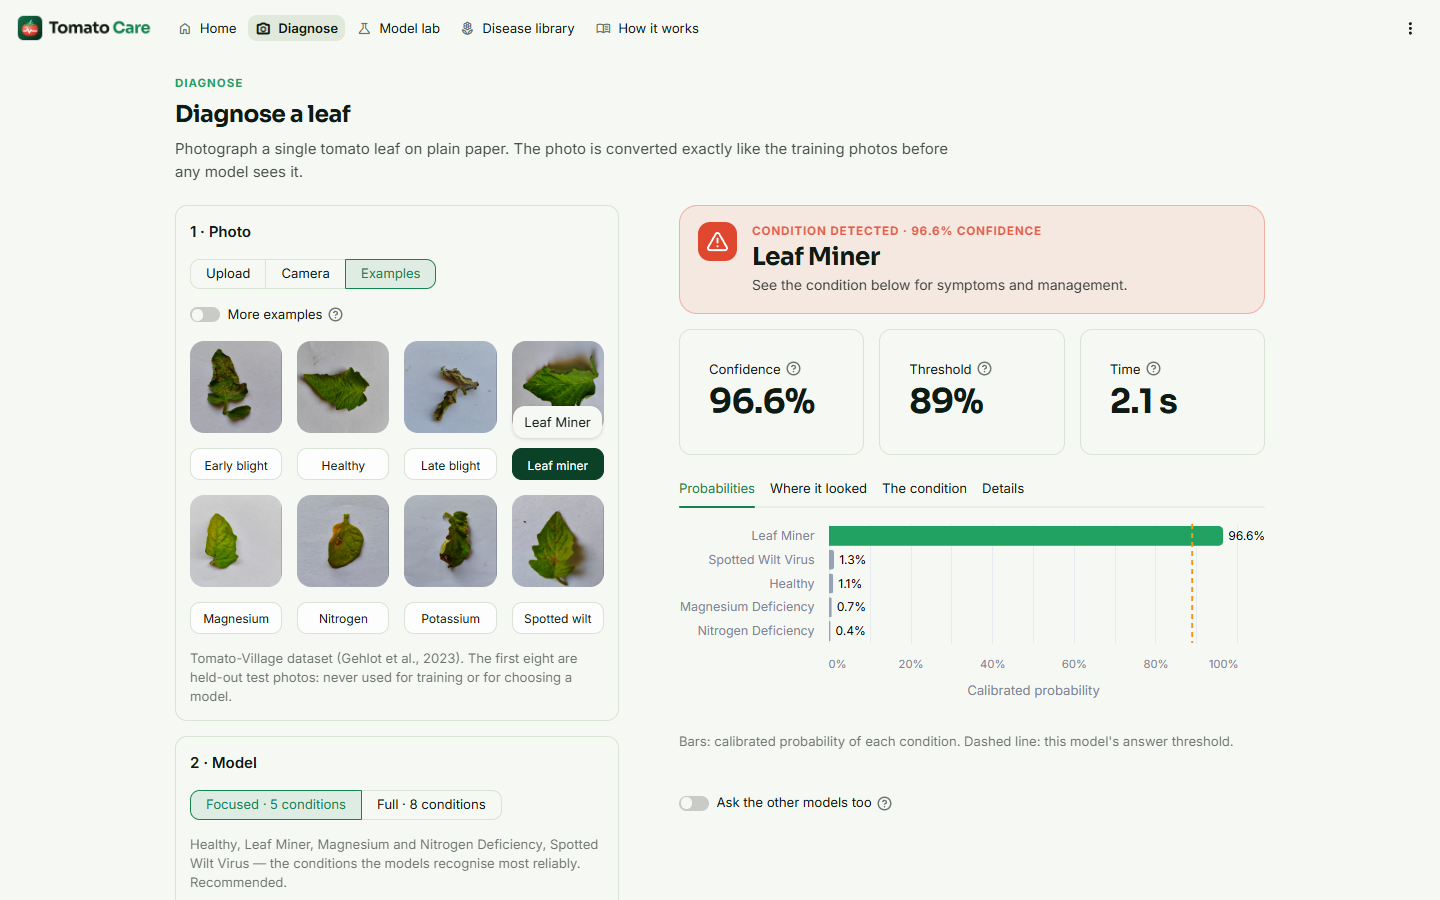 Tomato Care
Home
Diagnose
Model lab
Disease library
How it works
DIAGNOSE
Diagnose a leaf
Photograph a single tomato leaf on plain paper. The photo is converted exactly like the training photos before
any model sees it.
1 · Photo
Upload
Camera
Examples
More examples
Leaf Miner
Early blight
Healthy
Late blight
Leaf miner
Magnesium
Nitrogen
Potassium
Spotted wilt
Tomato-Village dataset (Gehlot et al., 2023). The first eight are
held-out test photos: never used for training or for choosing a
model.
2 · Model
Focused · 5 conditions
Full · 8 conditions
Healthy, Leaf Miner, Magnesium and Nitrogen Deficiency, Spotted
Wilt Virus — the conditions the models recognise most reliably.
Recommended.
CONDITION DETECTED · 96.6% CONFIDENCE
Leaf Miner
See the condition below for symptoms and management.
Confidence
96.6%
Threshold
89%
Time
2.1 s
Probabilities
Where it looked
The condition
Details
Leaf Miner 96.6%
Spotted Wilt Virus 1.3%
Healthy 1.1%
Magnesium Deficiency 0.7%
Nitrogen Deficiency 0.4%
0% 20% 40% 60% 80% 100%
Calibrated probability
Bars: calibrated probability of each condition. Dashed line: this model's answer threshold.
Ask the other models too